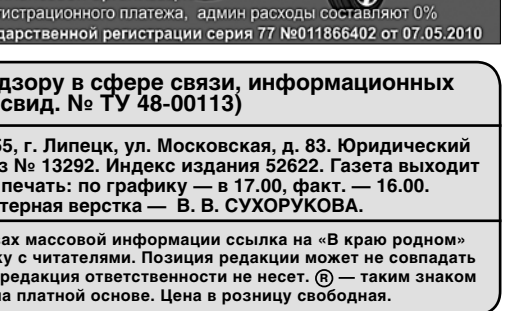 гистрационного платежа, админ расходы составляют 0%
дарственной регистрации серия 77 №011866402 от 07.05.2010
дзору в сфере связи, информационных
свид. № ТУ 48-00113)
55, г. Липецк, ул. Московская, д. 83. Юридический
з № 13292. Индекс издания 52622. Газета выходит
печать: по графику — в 17.00, факт. — 16.00.
терная верстка — В. В. СУХОРУКОВА.
вах массовой информации ссылка на «В краю родном»
ку с читателями. Позиция редакции может не совпадать
редакция ответственности не несет. ® — таким знаком
на платной основе. Цена в розницу свободная.